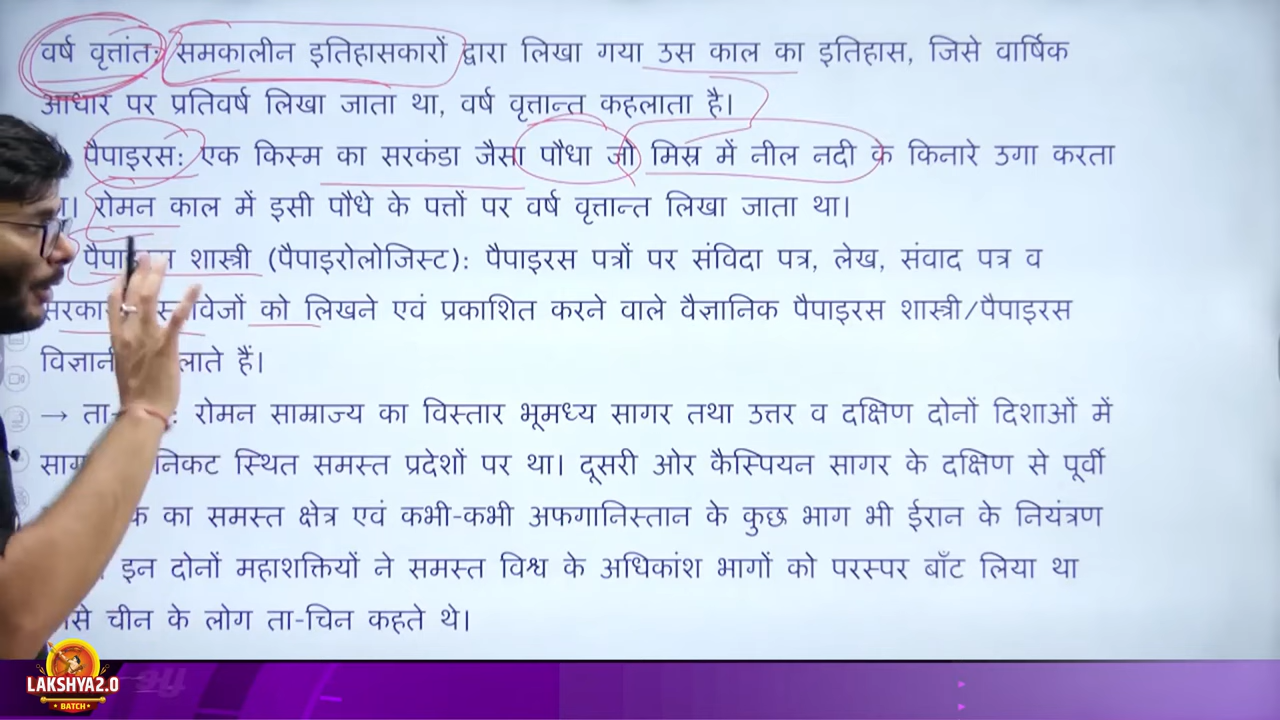 वर्ष वृत्तांतः समकालीन इतिहासकारों द्वारा लिखा गया उस काल का इतिहास, जिसे वार्षिक
आधार पर प्रतिवर्ष लिखा जाता था, वर्ष वृत्तान्त कहलाता है।
पैपाइरसः एक किस्म का सरकंडा जैसा पौधा जो मिस्र में नील नदी के किनारे उगा करता
रोमन काल में इसी पौधे के पत्तों पर वर्ष वृत्तान्त लिखा जाता था।
शास्त्री (पैपाइरोलोजिस्ट): पैपाइरस पत्रों पर संविदा पत्र, लेख, संवाद पत्र व
को लिखने एवं प्रकाशित करने वाले वैज्ञानिक पैपाइरस शास्त्री/पैपाइरस
हैं।
→ रोमन साम्राज्य का विस्तार भूमध्य सागर तथा उत्तर व दक्षिण दोनों दिशाओं में
निकट स्थित समस्त प्रदेशों पर था। दूसरी ओर कैस्पियन सागर के दक्षिण से पूर्वी
का समस्त क्षेत्र एवं कभी-कभी अफगानिस्तान के कुछ भाग भी ईरान के नियंत्रण
इन दोनों महाशक्तियों ने समस्त विश्व के अधिकांश भागों को परस्पर बाँट लिया था
चीन के लोग ता-चिन कहते थे।
LAKSHYA2.0
BATCH